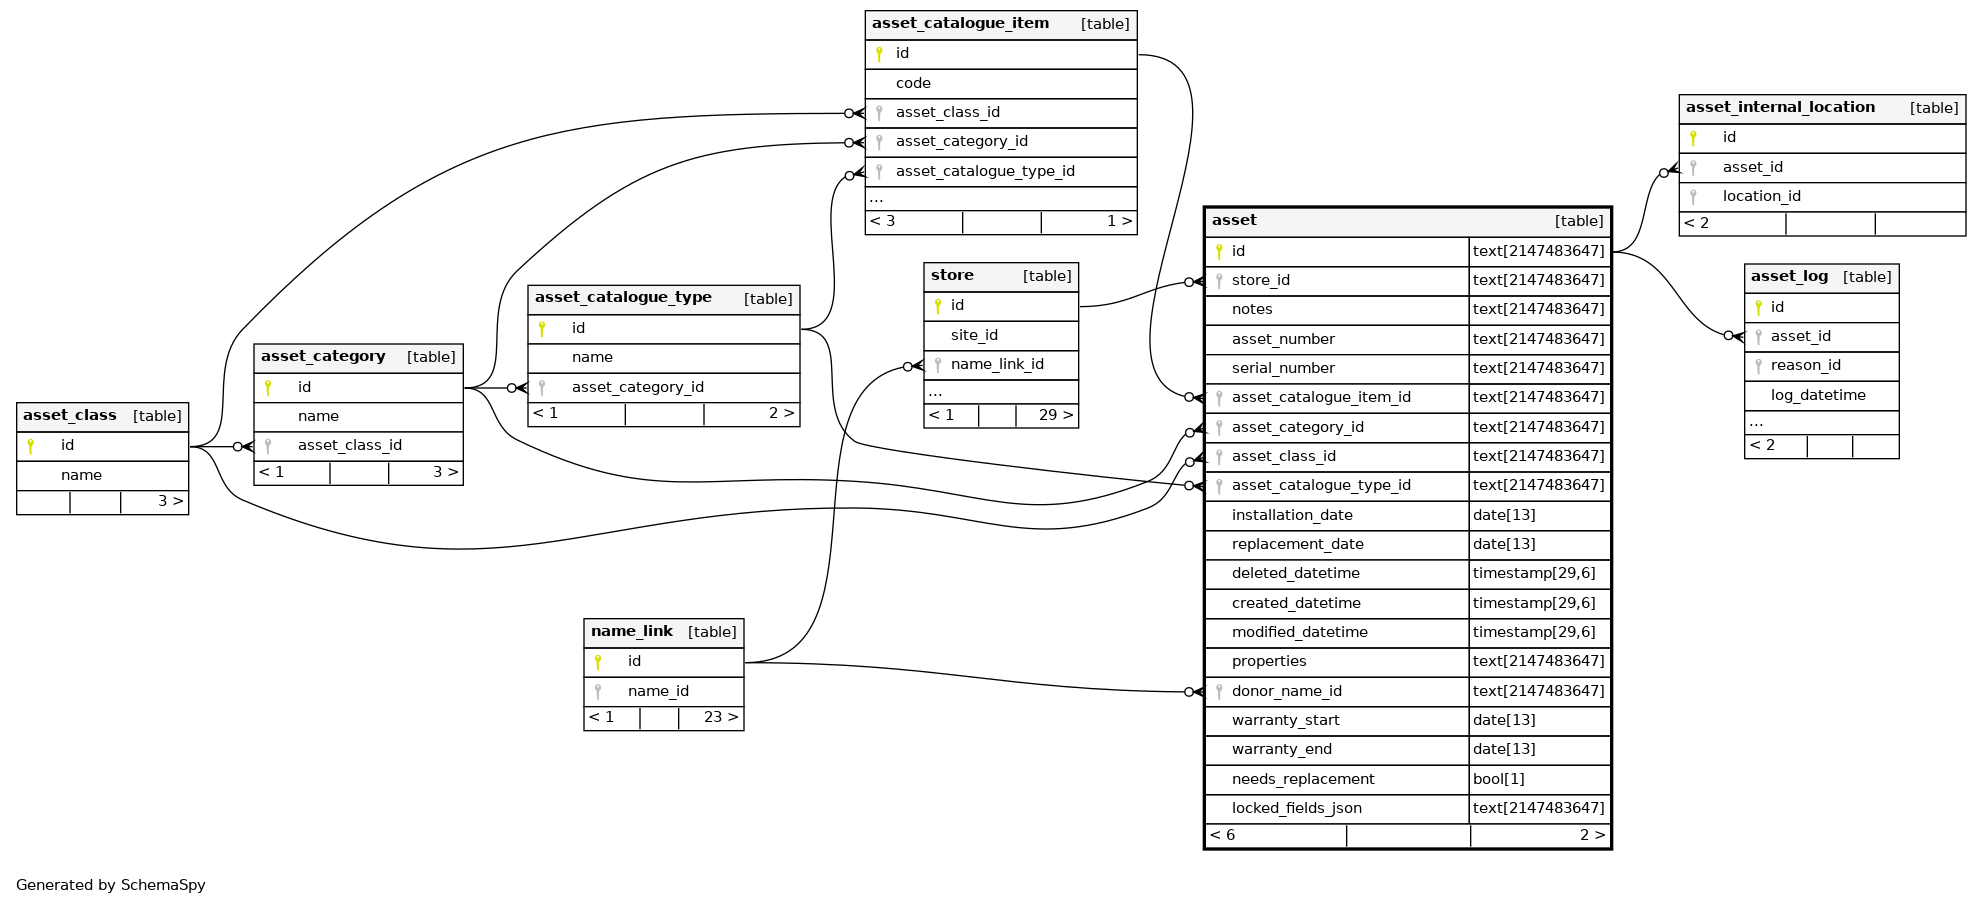 asset_catalogue_item [table]
id
code
asset_class_id
asset_category_id
asset_catalogue_type_id
...
< 3 1 >
asset_internal_location [table]
id
asset_id
location_id
< 2
asset [table]
id text[2147483647]
store_id text[2147483647]
notes text[2147483647]
asset_number text[2147483647]
serial_number text[2147483647]
asset_catalogue_item_id text[2147483647]
asset_category_id text[2147483647]
asset_class_id text[2147483647]
asset_catalogue_type_id text[2147483647]
installation_date date[13]
replacement_date date[13]
deleted_datetime timestamp[29,6]
created_datetime timestamp[29,6]
modified_datetime timestamp[29,6]
properties text[2147483647]
donor_name_id text[2147483647]
warranty_start date[13]
warranty_end date[13]
needs_replacement bool[1]
locked_fields_json text[2147483647]
< 6 2 >
store [table]
id
site_id
name_link_id
...
< 1 29 >
asset_log [table]
id
asset_id
reason_id
log_datetime
...
< 2
asset_catalogue_type [table]
id
name
asset_category_id
< 1 2 >
asset_category [table]
id
name
asset_class_id
< 1 3 >
asset_class [table]
id
name
3 >
name_link [table]
id
name_id
< 1 23 >
Generated by SchemaSpy